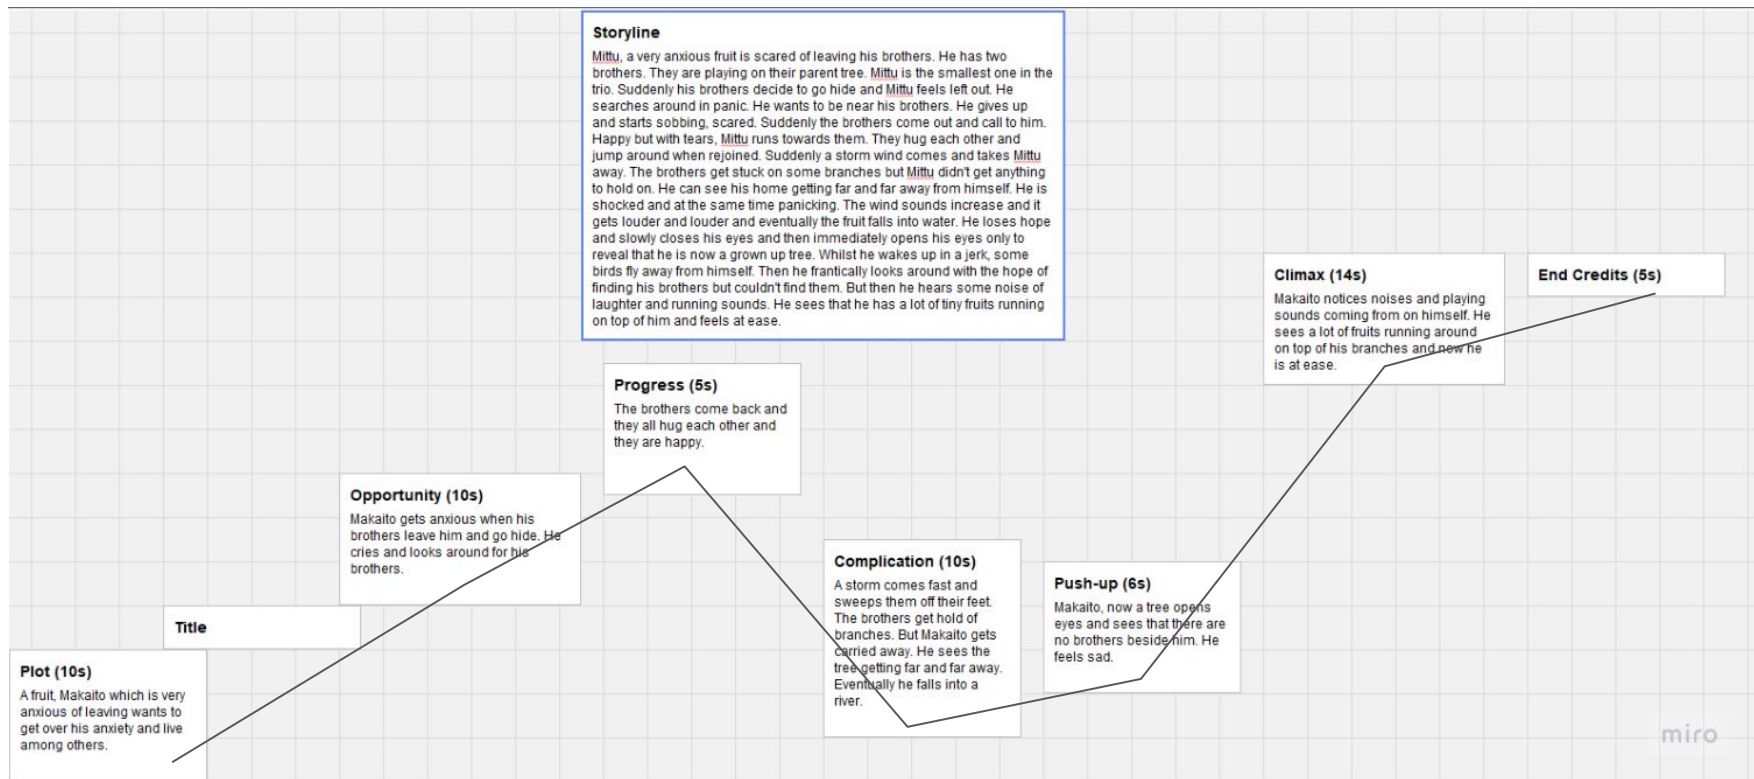 Storyline
Mittu, a very anxious fruit is scared of leaving his brothers. He has two
brothers. They are playing on their parent tree. Mittu is the smallest one in the
trio. Suddenly his brothers decide to go hide and Mittu feels left out. He
searches around in panic. He wants to be near his brothers. He gives up
and starts sobbing, scared. Suddenly the brothers come out and call to him.
Happy but with tears, Mittu runs towards them. They hug each other and
jump around when rejoined. Suddenly a storm wind comes and takes Mittu
away. The brothers get stuck on some branches but Mittu didn't get anything
to hold on. He can see his home getting far and far away from himself. He is
shocked and at the same time panicking. The wind sounds increase and it
gets louder and louder and eventually the fruit falls into water. He loses hope
and slowly closes his eyes and then immediately opens his eyes only to
reveal that he is now a grown up tree. Whilst he wakes up in a jerk, some
birds fly away from himself. Then he frantically looks around with the hope of
finding his brothers but couldn't find them. But then he hears some noise of
laughter and running sounds. He sees that he has a lot of tiny fruits running
on top of him and feels at ease.
Plot (10s)
A fruit, Makaito which is very
anxious of leaving wants to
get over his anxiety and live
among others.
Title
Opportunity (10s)
Makaito gets anxious when his
brothers leave him and go hide. He
cries and looks around for his
brothers.
Progress (5s)
The brothers come back and
they all hug each other and
they are happy.
Complication (10s)
A storm comes fast and
sweeps them off their feet.
The brothers get hold of
branches. But Makaito gets
carried away. He sees the
tree getting far and far away.
Eventually he falls into a
river.
Push-up (6s)
Makaito, now a tree opens
eyes and sees that there are
no brothers beside him. He
feels sad.
Climax (14s)
Makaito notices noises and playing
sounds coming from on himself. He
sees a lot of fruits running around
on top of his branches and now he
is at ease.
End Credits (5s)
miro